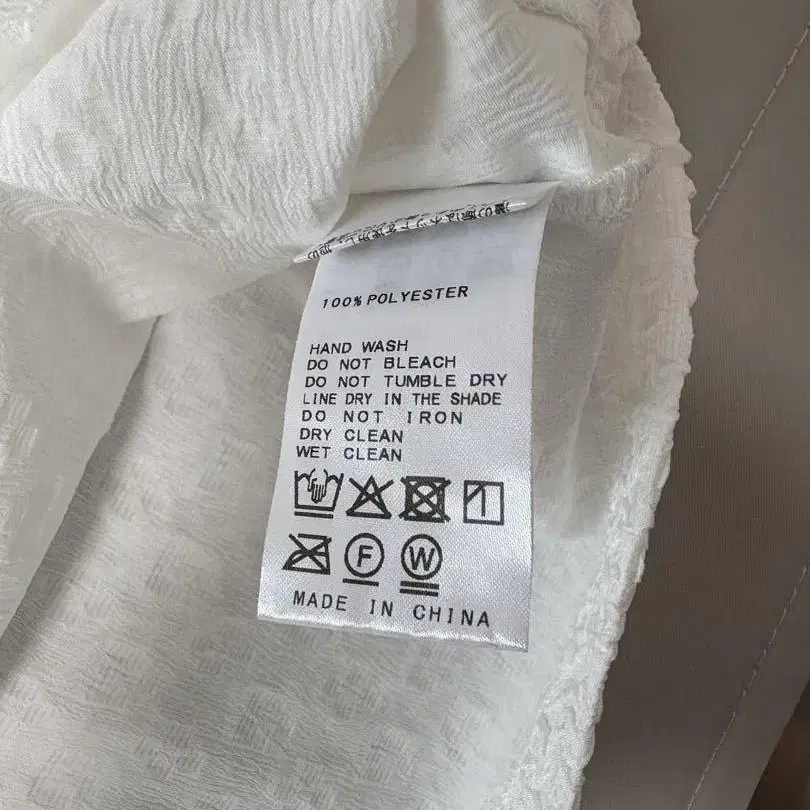 100% POLYESTER
HAND WASH
DO NOT BLEACH
DO NOT TUMBLE DRY
LINE DRY IN THE SHADE
DO NOT IRON
DRY CLEAN
WET CLEAN
F W
MADE IN CHINA